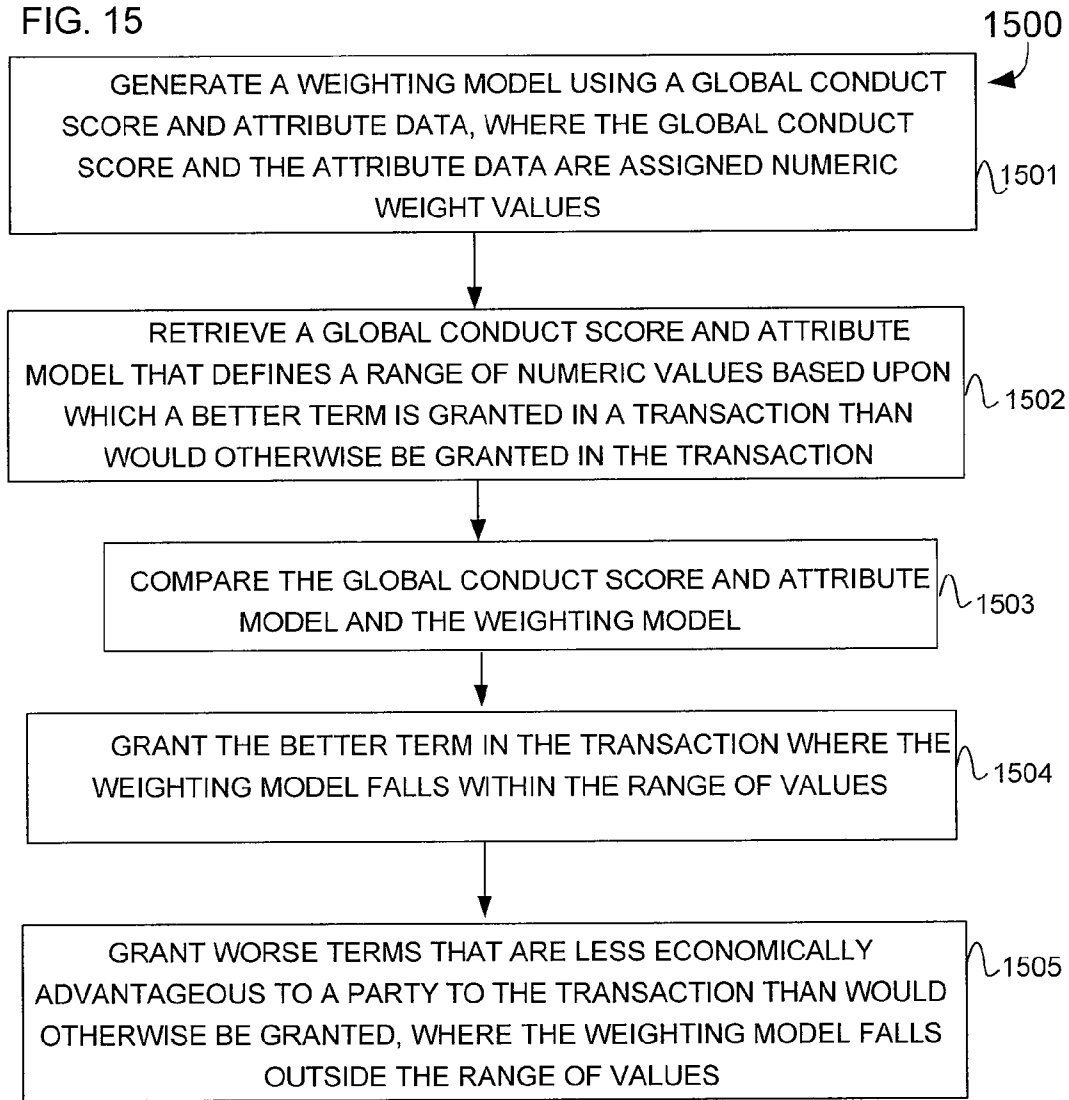 FIG. 15
1500
GENERATE A WEIGHTING MODEL USING A GLOBAL CONDUCT
SCORE AND ATTRIBUTE DATA, WHERE THE GLOBAL CONDUCT
SCORE AND THE ATTRIBUTE DATA ARE ASSIGNED NUMERIC
WEIGHT VALUES
1501
RETRIEVE A GLOBAL CONDUCT SCORE AND ATTRIBUTE
MODEL THAT DEFINES A RANGE OF NUMERIC VALUES BASED UPON
WHICH A BETTER TERM IS GRANTED IN A TRANSACTION THAN
WOULD OTHERWISE BE GRANTED IN THE TRANSACTION
1502
COMPARE THE GLOBAL CONDUCT SCORE AND ATTRIBUTE
MODEL AND THE WEIGHTING MODEL
1503
GRANT THE BETTER TERM IN THE TRANSACTION WHERE THE
WEIGHTING MODEL FALLS WITHIN THE RANGE OF VALUES
1504
GRANT WORSE TERMS THAT ARE LESS ECONOMICALLY
ADVANTAGEOUS TO A PARTY TO THE TRANSACTION THAN WOULD
OTHERWISE BE GRANTED, WHERE THE WEIGHTING MODEL FALLS
OUTSIDE THE RANGE OF VALUES
1505